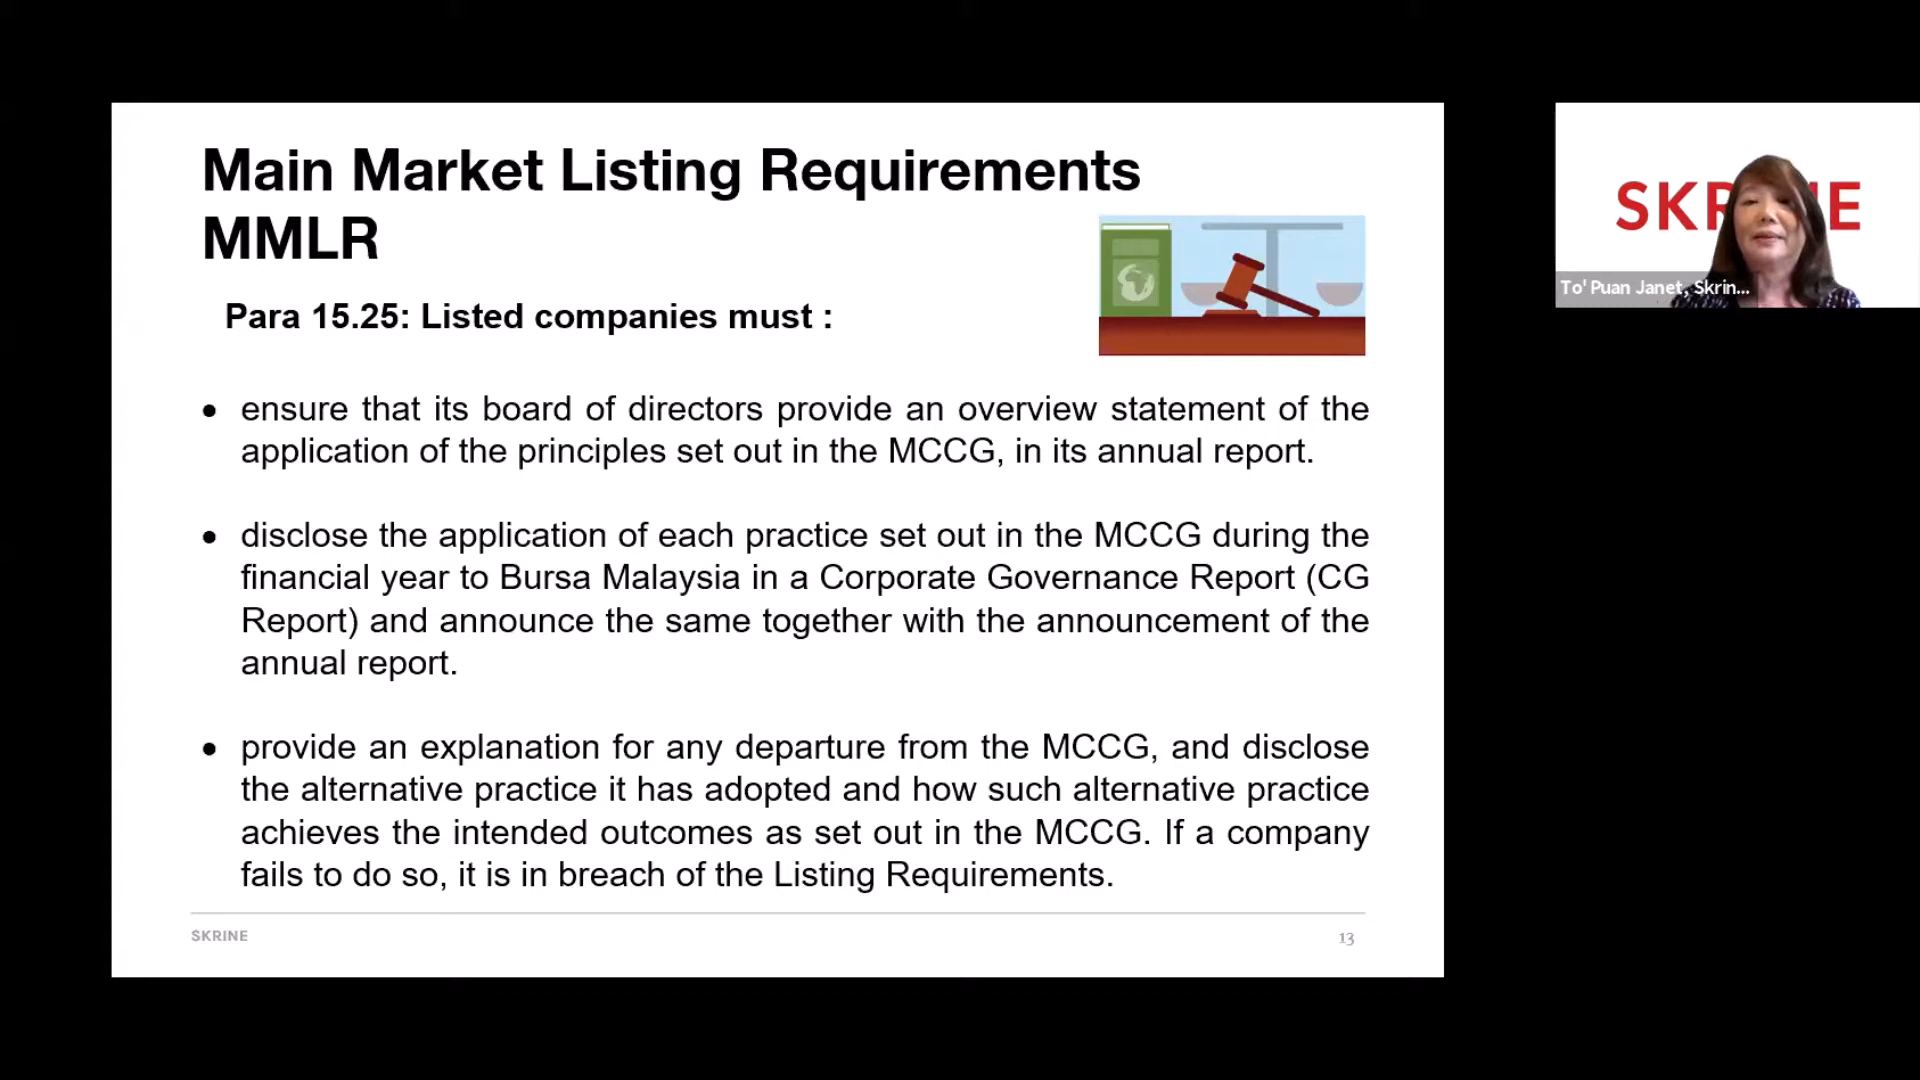 Main Market Listing Requirements
MMLR
Para 15.25: Listed companies must :
• ensure that its board of directors provide an overview statement of the
application of the principles set out in the MCCG, in its annual report.
• disclose the application of each practice set out in the MCCG during the
financial year to Bursa Malaysia in a Corporate Governance Report (CG
Report) and announce the same together with the announcement of the
annual report.
• provide an explanation for any departure from the MCCG, and disclose
the alternative practice it has adopted and how such alternative practice
achieves the intended outcomes as set out in the MCCG. If a company
fails to do so, it is in breach of the Listing Requirements.
SKRINE
13
SKR NE
To' Puan Janet, Skrin...